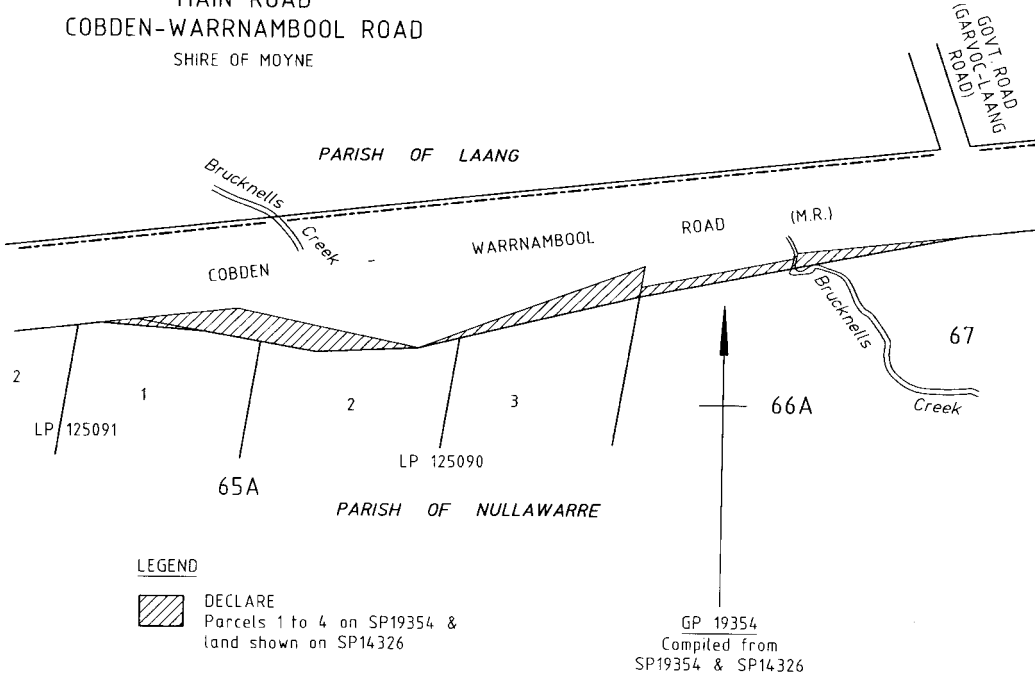 MAIN ROAD
COBDEN-WARRNAMBOOL ROAD
SHIRE OF MOYNE
GOVT. ROAD
(GARVOC-LAANG
ROAD)
PARISH OF LAANG
Brucknells
Creek
COBDEN
WARRNAMBOOL
ROAD
(M.R.)
Brucknells
Creek
67
2
1
2
3
66A
LP 125091
LP 125090
65A
PARISH OF NULLAWARRE
LEGEND
DECLARE
Parcels 1 to 4 on SP19354 &
land shown on SP14326
GP 19354
Compiled from
SP19354 & SP14326